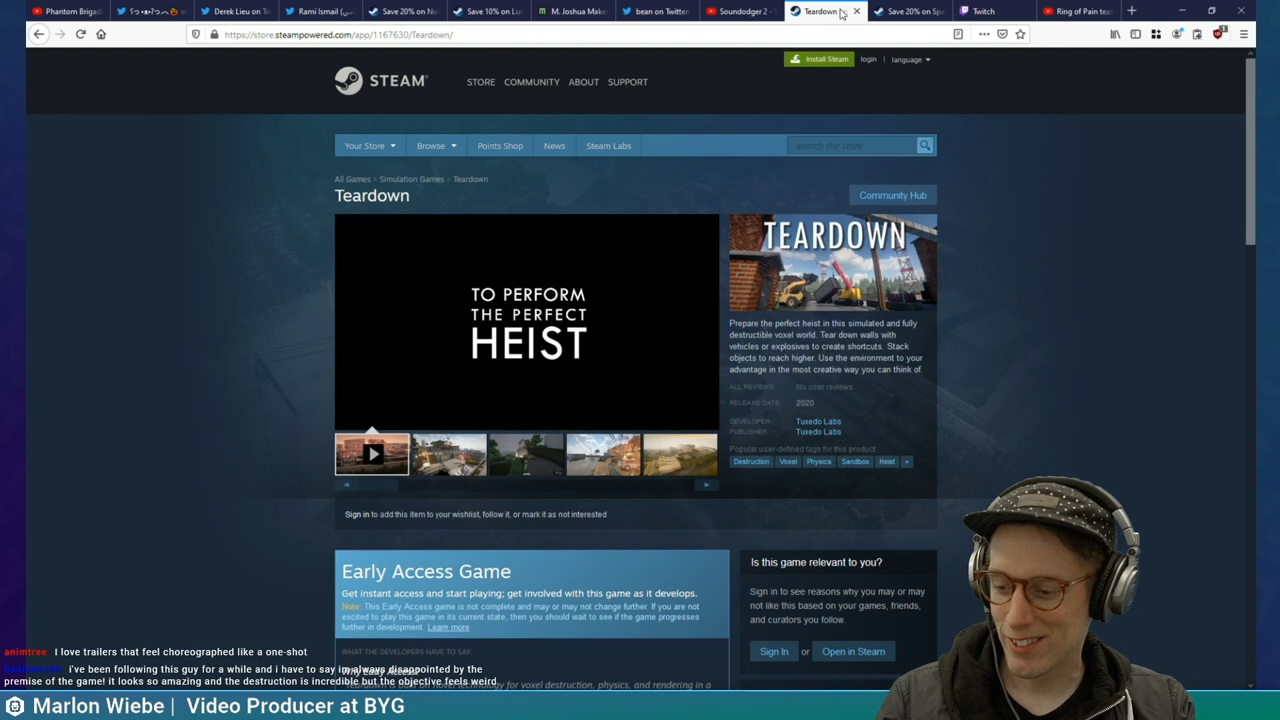 Phantom Brigad
Derek Lieu on Tw
Rami Ismail
Save 20% on No
Save 10% on Lu
M. Joshua Make
bean on Twitter
Soundodger 2 -
Teardown
Save 20% on Sp
Twitch
Ring of Pain tea
https://store.steampowered.com/app/1167630/Teardown/
STEAM
STORE COMMUNITY ABOUT SUPPORT
Install Steam login | language
Your Store Browse Points Shop News Steam Labs search the store
All Games > Simulation Games > Teardown
Teardown
Community Hub
TO PERFORM
THE PERFECT
HEIST
TEARDOWN
Prepare the perfect heist in this simulated and fully
destructible voxel world. Tear down walls with
vehicles or explosives to create shortcuts. Stack
objects to reach higher. Use the environment to your
advantage in the most creative way you can think of.
ALL REVIEWS: No user reviews
RELEASE DATE: 2020
DEVELOPER: Tuxedo Labs
PUBLISHER: Tuxedo Labs
Popular user-defined tags for this product
Destruction Voxel Physics Sandbox Heist +
Sign in to add this item to your wishlist, follow it, or mark it as not interested
Early Access Game
Get instant access and start playing; get involved with this game as it develops.
Note: This Early Access game is not complete and may or may not change further. If you are
not excited to play this game in its current state, then you should wait to see if the game progresses
further in development. Learn more
WHAT THE DEVELOPERS HAVE TO SAY:
Why Early Access?
Is this game relevant to you?
Sign in to see reasons why you may or may
not like this based on your games, friends,
and curators you follow.
Sign In or Open in Steam
animtree I love trailers that feel choreographed like a one-shot
i've been following this guy for a while and i have to say im always disappointed by the
premise of the game! it looks so amazing and the destruction is incredible but the objective feels weird
Marlon Wiebe | Video Producer at BYG